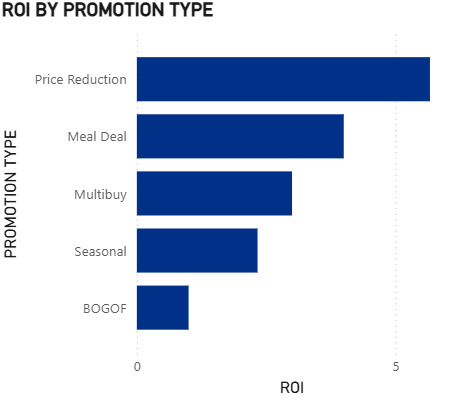 ROI BY PROMOTION TYPE
PROMOTION TYPE
Price Reduction
Meal Deal
Multibuy
Seasonal
BOGOF
0 5
ROI